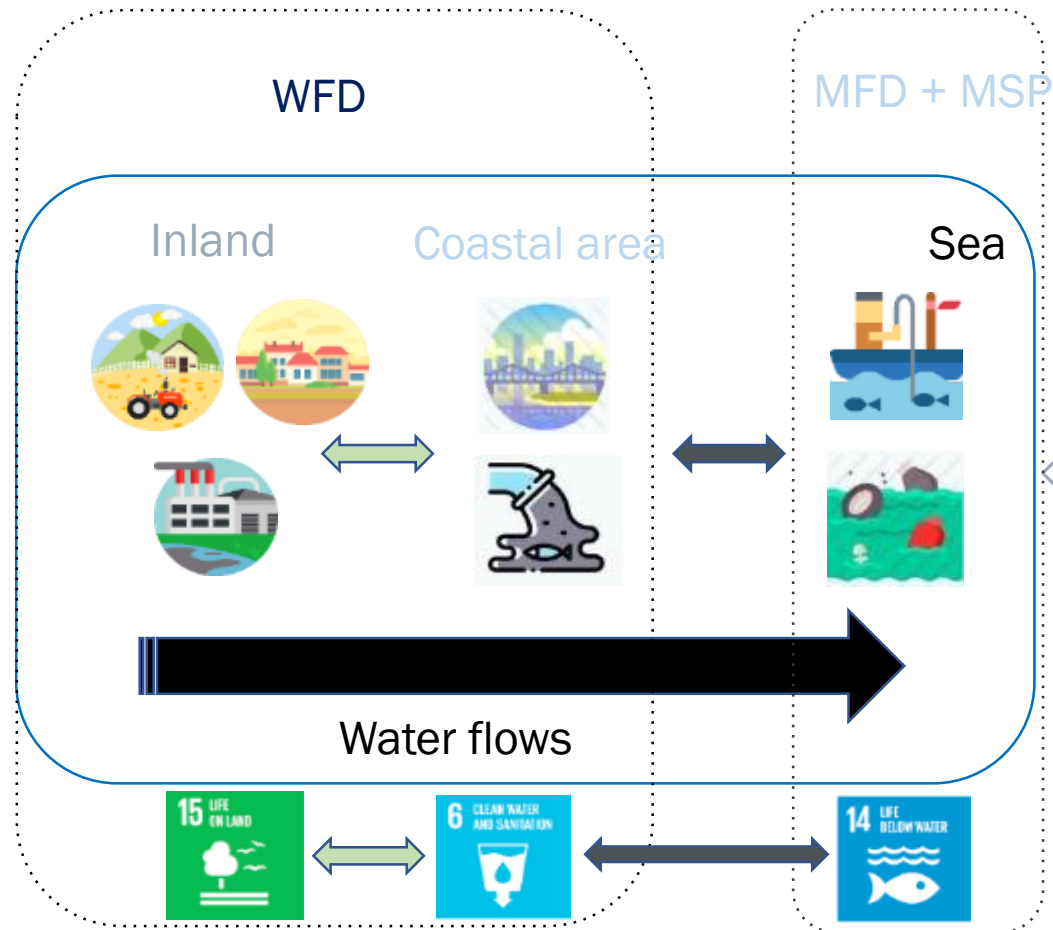 WFD
MFD + MSP
Inland
Coastal area
Sea
Water flows
15 LIFE
ON LAND
6 CLEAN WATER
AND SANITATION
14 LIFE
BELOW WATER